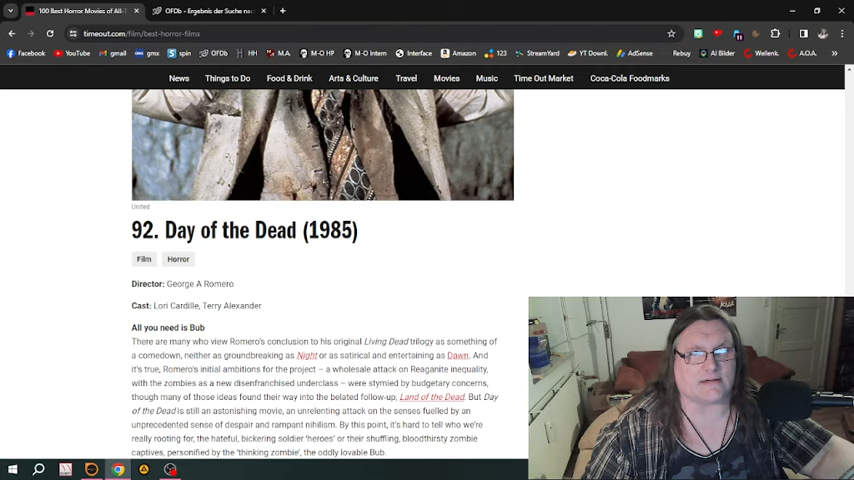 100 Best Horror Movies of All-T
OFDb - Ergebnis der Suche nac
timeout.com/film/best-horror-films
Facebook YouTube gmail gmx spin OFDb HH M.A. M-O HP M-O Intern Interface Amazon 123 StreamYard YT Downl. AdSense Rebuy AI Bilder Wellenk. A.O.A.
News Things to Do Food & Drink Arts & Culture Travel Movies Music Time Out Market Coca-Cola Foodmarks
United
92. Day of the Dead (1985)
Film Horror
Director: George A Romero
Cast: Lori Cardille, Terry Alexander
All you need is Bub
There are many who view Romero's conclusion to his original Living Dead trilogy as something of
a comedown, neither as groundbreaking as Night or as satirical and entertaining as Dawn. And
it's true, Romero's initial ambitions for the project – a wholesale attack on Reaganite inequality,
with the zombies as a new disenfranchised underclass – were stymied by budgetary concerns,
though many of those ideas found their way into the belated follow-up, Land of the Dead. But Day
of the Dead is still an astonishing movie, an unrelenting attack on the senses fuelled by an
unprecedented sense of despair and rampant nihilism. By this point, it's hard to tell who we're
really rooting for, the hateful, bickering soldier 'heroes' or their shuffling, bloodthirsty zombie
captives, personified by the 'thinking zombie', the oddly lovable Bub.